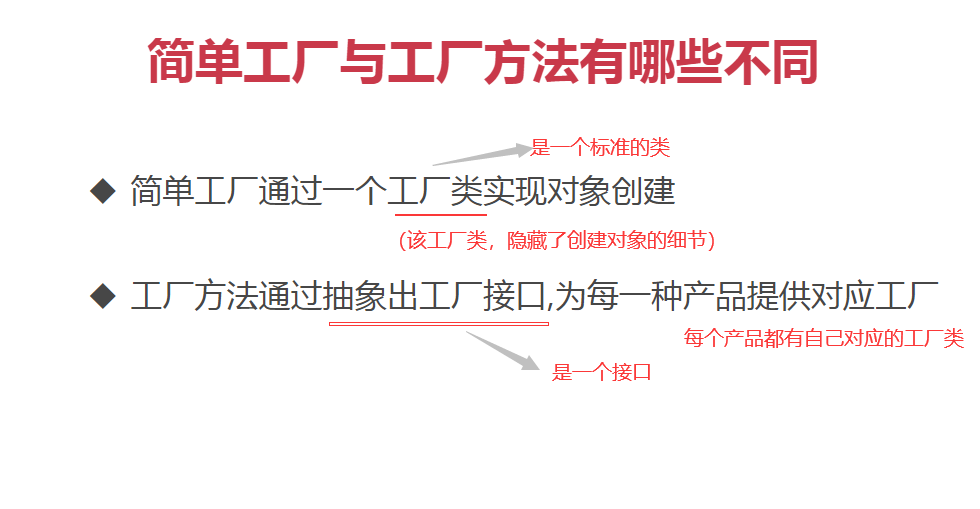 简单工厂与工厂方法有哪些不同
是一个标准的类
简单工厂通过一个工厂类实现对象创建
(该工厂类，隐藏了创建对象的细节)
工厂方法通过抽象出工厂接口,为每一种产品提供对应工厂
每个产品都有自己对应的工厂类
是一个接口